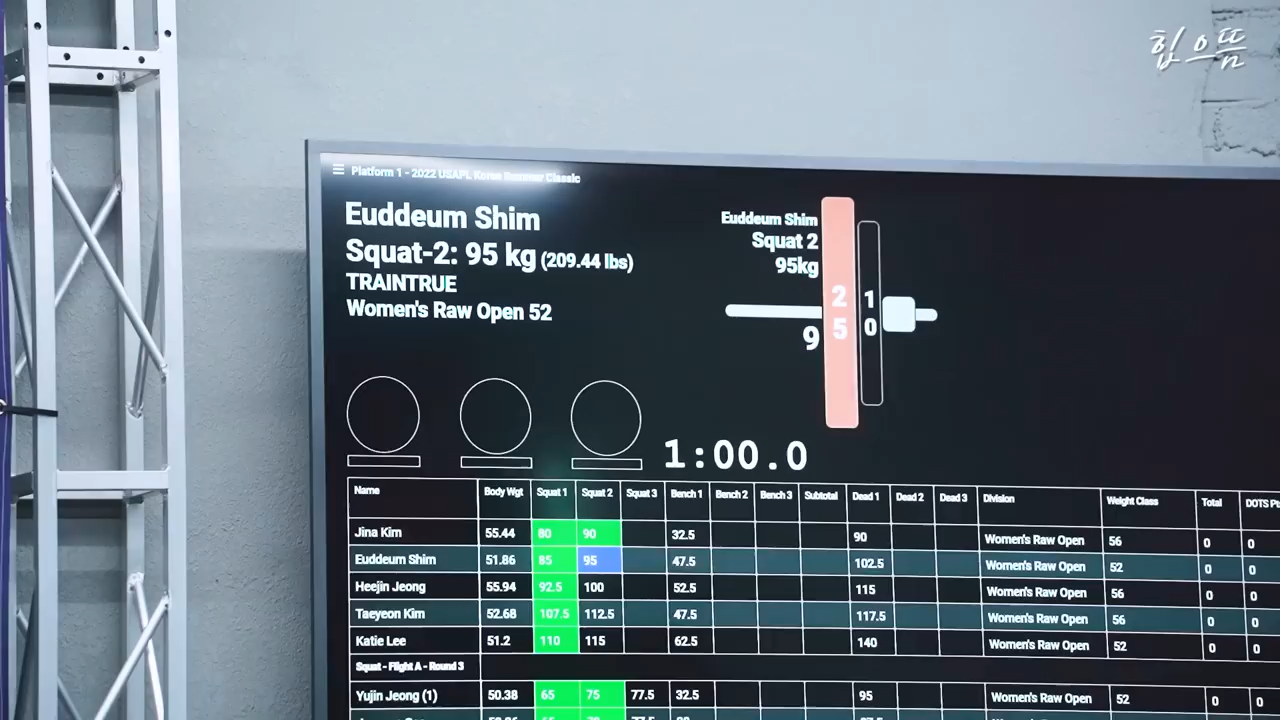 힙으뜸
☰ Platform 1 - 2022 USAPL Korea Summer Classic
Euddeum Shim
Squat-2: 95 kg (209.44 lbs)
TRAINTRUE
Women's Raw Open 52
Euddeum Shim
Squat 2
95kg
9
25
10
1:00.0
Name Body Wgt Squat 1 Squat 2 Squat 3 Bench 1 Bench 2 Bench 3 Subtotal Dead 1 Dead 2 Dead 3 Division Weight Class Total DOTS
Jina Kim 55.44 80 90 32.5 90 Women's Raw Open 56 0 0
Euddeum Shim 51.86 85 95 47.5 102.5 Women's Raw Open 52 0 0
Heejin Jeong 55.94 92.5 100 52.5 115 Women's Raw Open 56 0 0
Taeyeon Kim 52.68 107.5 112.5 47.5 117.5 Women's Raw Open 56 0 0
Katie Lee 51.2 110 115 62.5 140 Women's Raw Open 52 0 0
Squat - Flight A - Round 3
Yujin Jeong (1) 50.38 65 75 77.5 32.5 95 Women's Raw Open 52 0 0